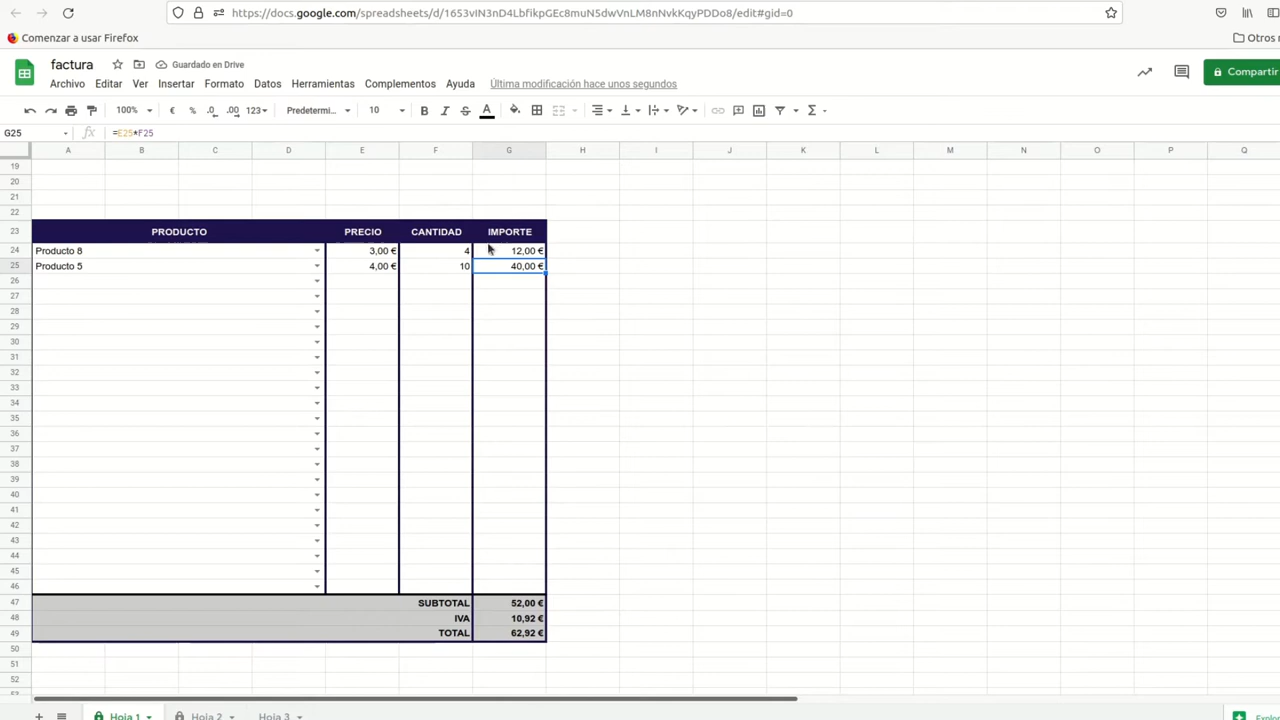 https://docs.google.com/spreadsheets/d/1653vIN3nD4LbfikpGEc8muN5dwVnLM8nNvkKqyPDDo8/edit#gid=0
Comenzar a usar Firefox
Otros
factura
Guardado en Drive
Archivo Editar Ver Insertar Formato Datos Herramientas Complementos Ayuda Última modificación hace unos segundos
Compartir
100% € % .0 .00 123 Predetermi... 10 B I S A Σ
G25 fx =E25*F25
A B C D E F G H I J K L M N O P Q
19
20
21
22
23 PRODUCTO PRECIO CANTIDAD IMPORTE
24 Producto 8 3,00 € 4 12,00 €
25 Producto 5 4,00 € 10 40,00 €
26
27
28
29
30
31
32
33
34
35
36
37
38
39
40
41
42
43
44
45
46
47 SUBTOTAL 52,00 €
48 IVA 10,92 €
49 TOTAL 62,92 €
50
51
52
53
+ Hoja 1 Hoja 2 Hoja 3